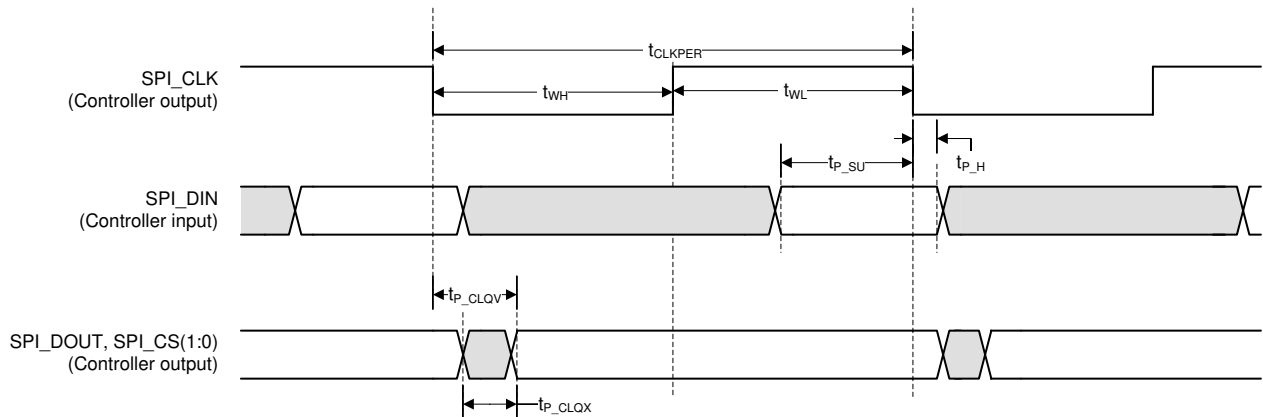 tCLKPER
SPI_CLK
(Controller output)
tWH
tWL
tP_SU
tP_H
SPI_DIN
(Controller input)
tP_CLQV
SPI_DOUT, SPI_CS(1:0)
(Controller output)
tP_CLQX